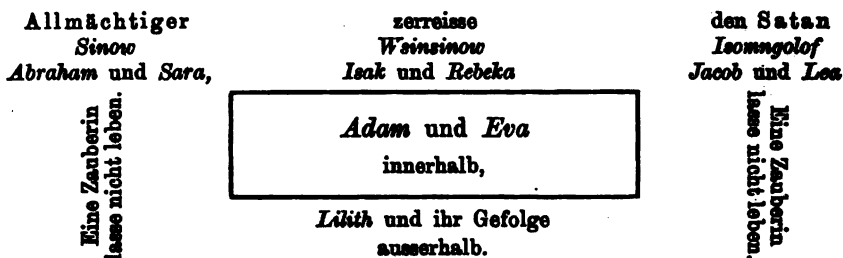 Allmächtiger zerreisse den Satan
Sinow Wsinsinow Isomngolof
Abraham und Sara, Isak und Rebeka Jacob und Lea
Eine Zauberin
lasse nicht leben.
Adam und Eva
innerhalb,
Lilith und ihr Gefolge
ausserhalb.
Eine Zauberin
lasse nicht leben.